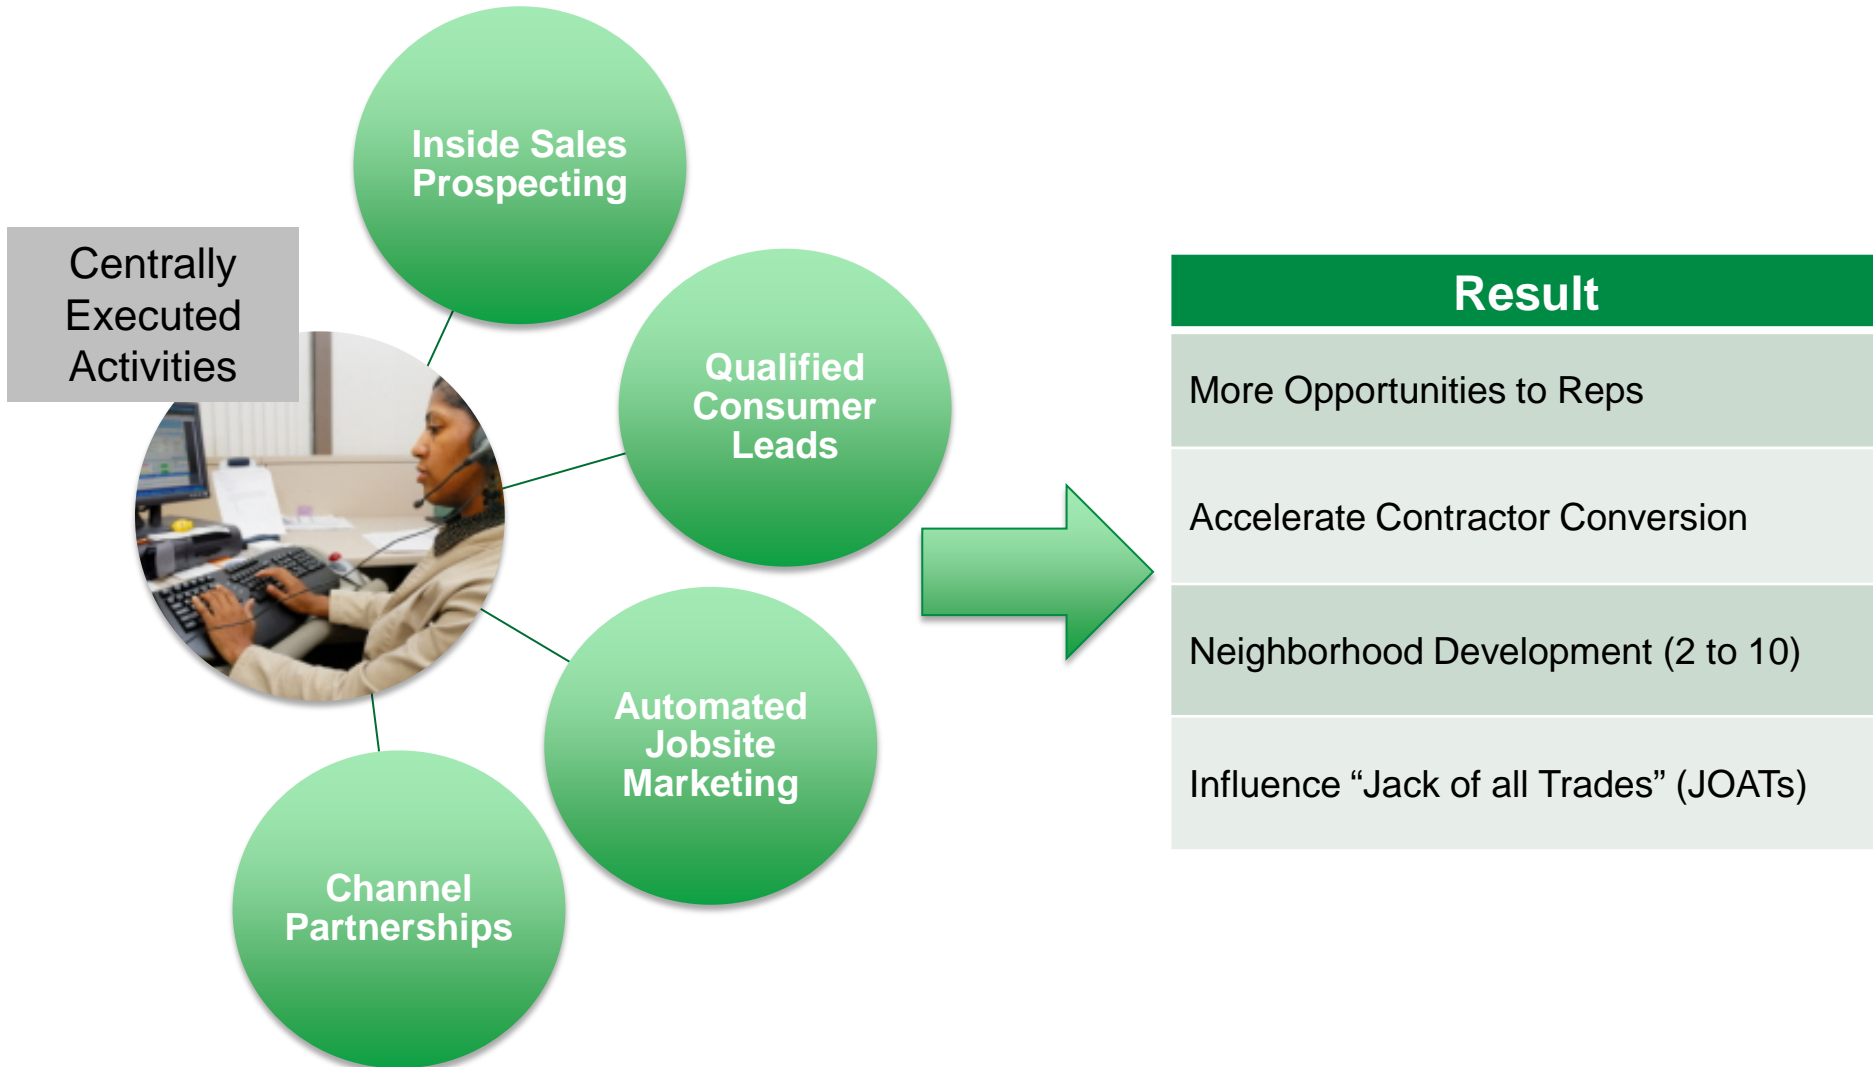 Centrally
Executed
Activities
Inside Sales
Prospecting
Qualified
Consumer
Leads
Automated
Jobsite
Marketing
Channel
Partnerships
Result
More Opportunities to Reps
Accelerate Contractor Conversion
Neighborhood Development (2 to 10)
Influence “Jack of all Trades” (JOATs)